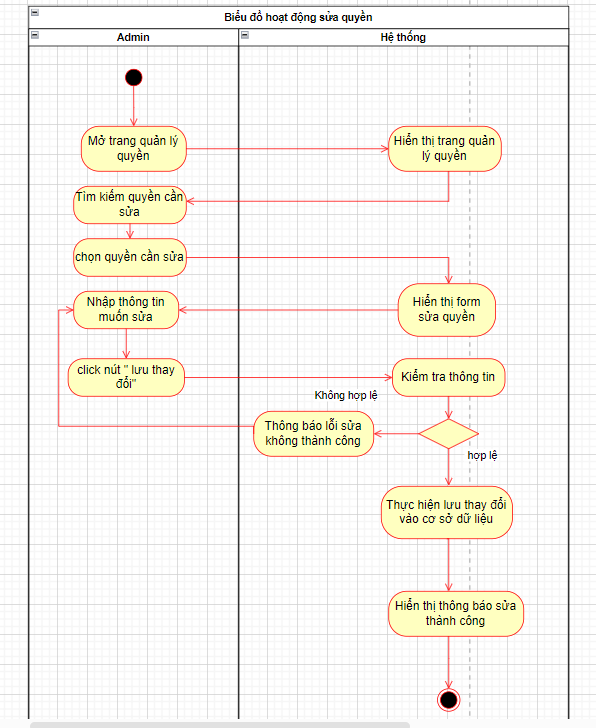 Biểu đồ hoạt động sửa quyền
Admin
Hệ thống
Mở trang quản lý
quyền
Hiển thị trang quản
lý quyền
Tìm kiếm quyền cần
sửa
chọn quyền cần sửa
Nhập thông tin
muốn sửa
Hiển thị form
sửa quyền
click nút " lưu thay
đổi"
Kiểm tra thông tin
Không hợp lệ
Thông báo lỗi sửa
không thành công
hợp lệ
Thực hiện lưu thay đổi
vào cơ sở dữ liệu
Hiển thị thông báo sửa
thành công